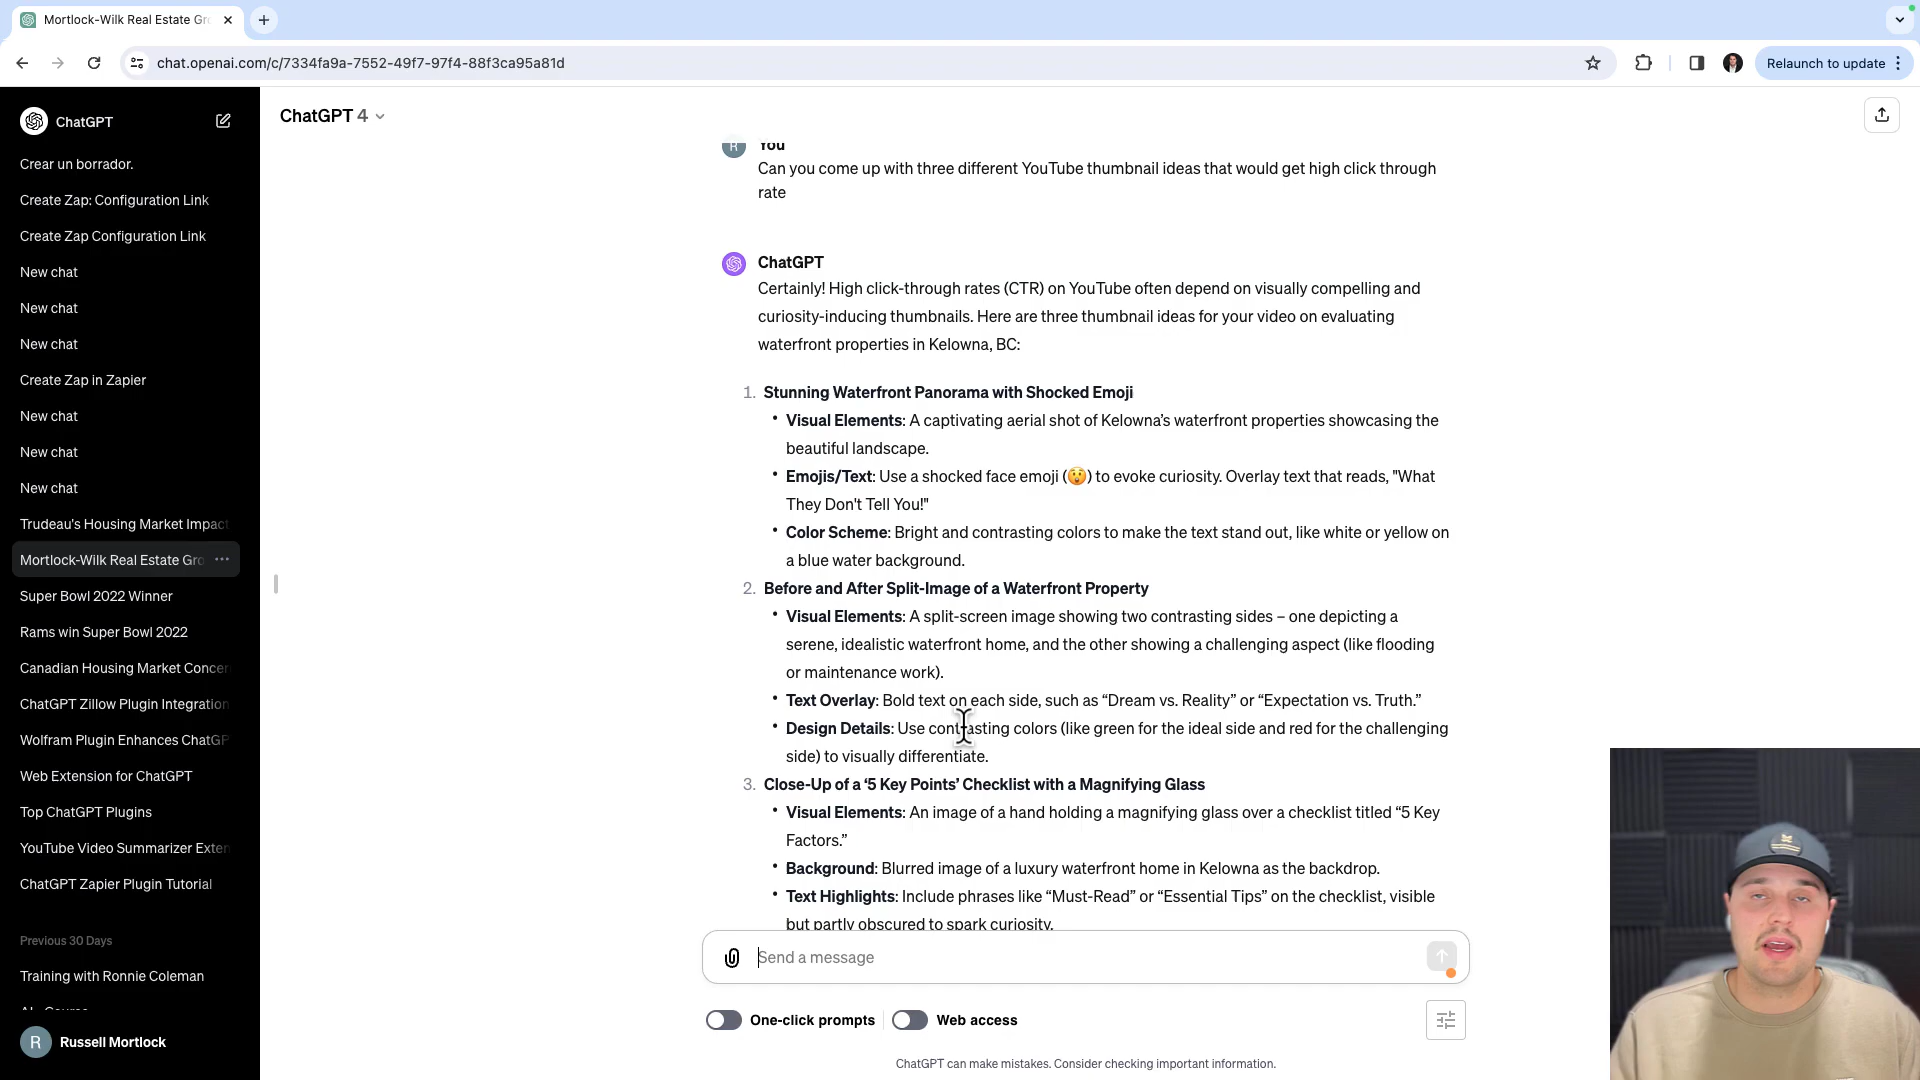 Mortlock-Wilk Real Estate Gr
chat.openai.com/c/7334fa9a-7552-49f7-97f4-88f3ca95a81d
Relaunch to update
ChatGPT
Crear un borrador.
Create Zap: Configuration Link
Create Zap Configuration Link
New chat
New chat
New chat
Create Zap in Zapier
New chat
New chat
New chat
Trudeau's Housing Market Impact
Mortlock-Wilk Real Estate Gro
Super Bowl 2022 Winner
Rams win Super Bowl 2022
Canadian Housing Market Concer
ChatGPT Zillow Plugin Integration
Wolfram Plugin Enhances ChatGP
Web Extension for ChatGPT
Top ChatGPT Plugins
YouTube Video Summarizer Exten
ChatGPT Zapier Plugin Tutorial
Previous 30 Days
Training with Ronnie Coleman
R Russell Mortlock
ChatGPT 4
R You
Can you come up with three different YouTube thumbnail ideas that would get high click through
rate
ChatGPT
Certainly! High click-through rates (CTR) on YouTube often depend on visually compelling and
curiosity-inducing thumbnails. Here are three thumbnail ideas for your video on evaluating
waterfront properties in Kelowna, BC:
1. Stunning Waterfront Panorama with Shocked Emoji
• Visual Elements: A captivating aerial shot of Kelowna’s waterfront properties showcasing the
beautiful landscape.
• Emojis/Text: Use a shocked face emoji (😲) to evoke curiosity. Overlay text that reads, "What
They Don't Tell You!"
• Color Scheme: Bright and contrasting colors to make the text stand out, like white or yellow on
a blue water background.
2. Before and After Split-Image of a Waterfront Property
• Visual Elements: A split-screen image showing two contrasting sides – one depicting a
serene, idealistic waterfront home, and the other showing a challenging aspect (like flooding
or maintenance work).
• Text Overlay: Bold text on each side, such as “Dream vs. Reality” or “Expectation vs. Truth.”
• Design Details: Use contrasting colors (like green for the ideal side and red for the challenging
side) to visually differentiate.
3. Close-Up of a ‘5 Key Points’ Checklist with a Magnifying Glass
• Visual Elements: An image of a hand holding a magnifying glass over a checklist titled “5 Key
Factors.”
• Background: Blurred image of a luxury waterfront home in Kelowna as the backdrop.
• Text Highlights: Include phrases like “Must-Read” or “Essential Tips” on the checklist, visible
but partly obscured to spark curiosity.
Send a message
One-click prompts
Web access
ChatGPT can make mistakes. Consider checking important information.